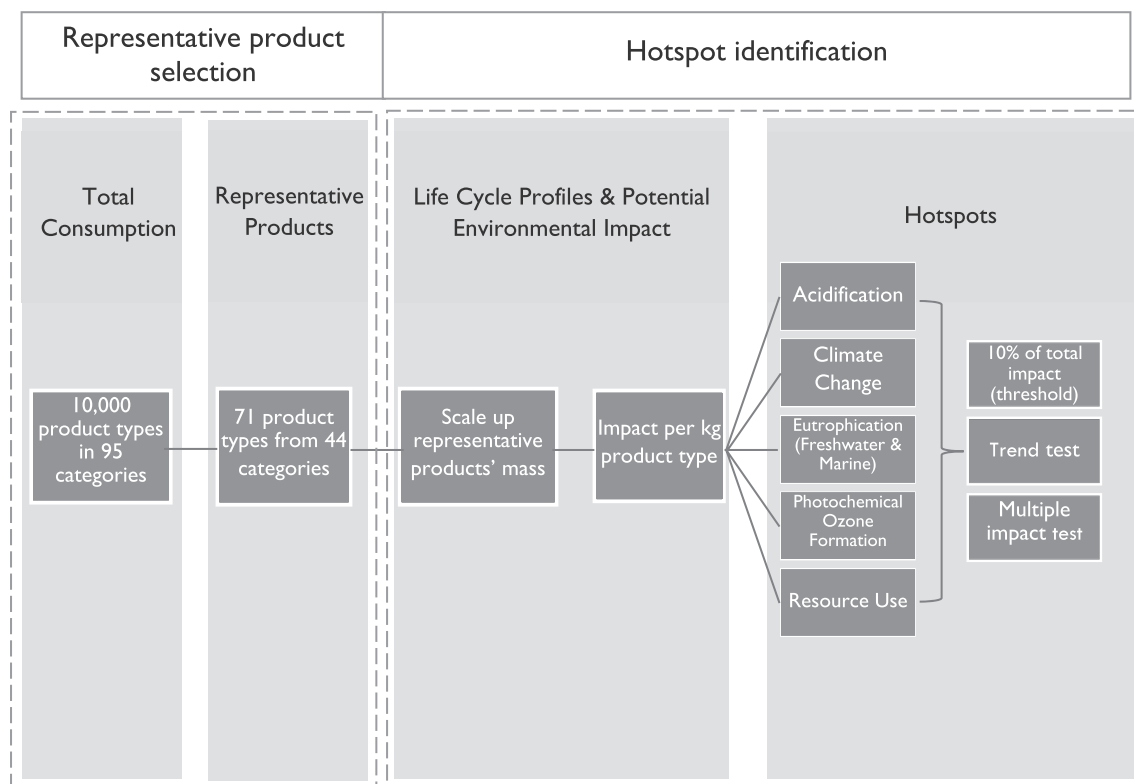 Representative product
selection
Hotspot identification
Total
Consumption
Representative
Products
Life Cycle Profiles & Potential
Environmental Impact
Hotspots
10,000
product types
in 95
categories
71 product
types from 44
categories
Scale up
representative
products’ mass
Impact per kg
product type
Acidification
Climate
Change
Eutrophication
(Freshwater &
Marine)
Photochemical
Ozone
Formation
Resource Use
10% of total
impact
(threshold)
Trend test
Multiple
impact test